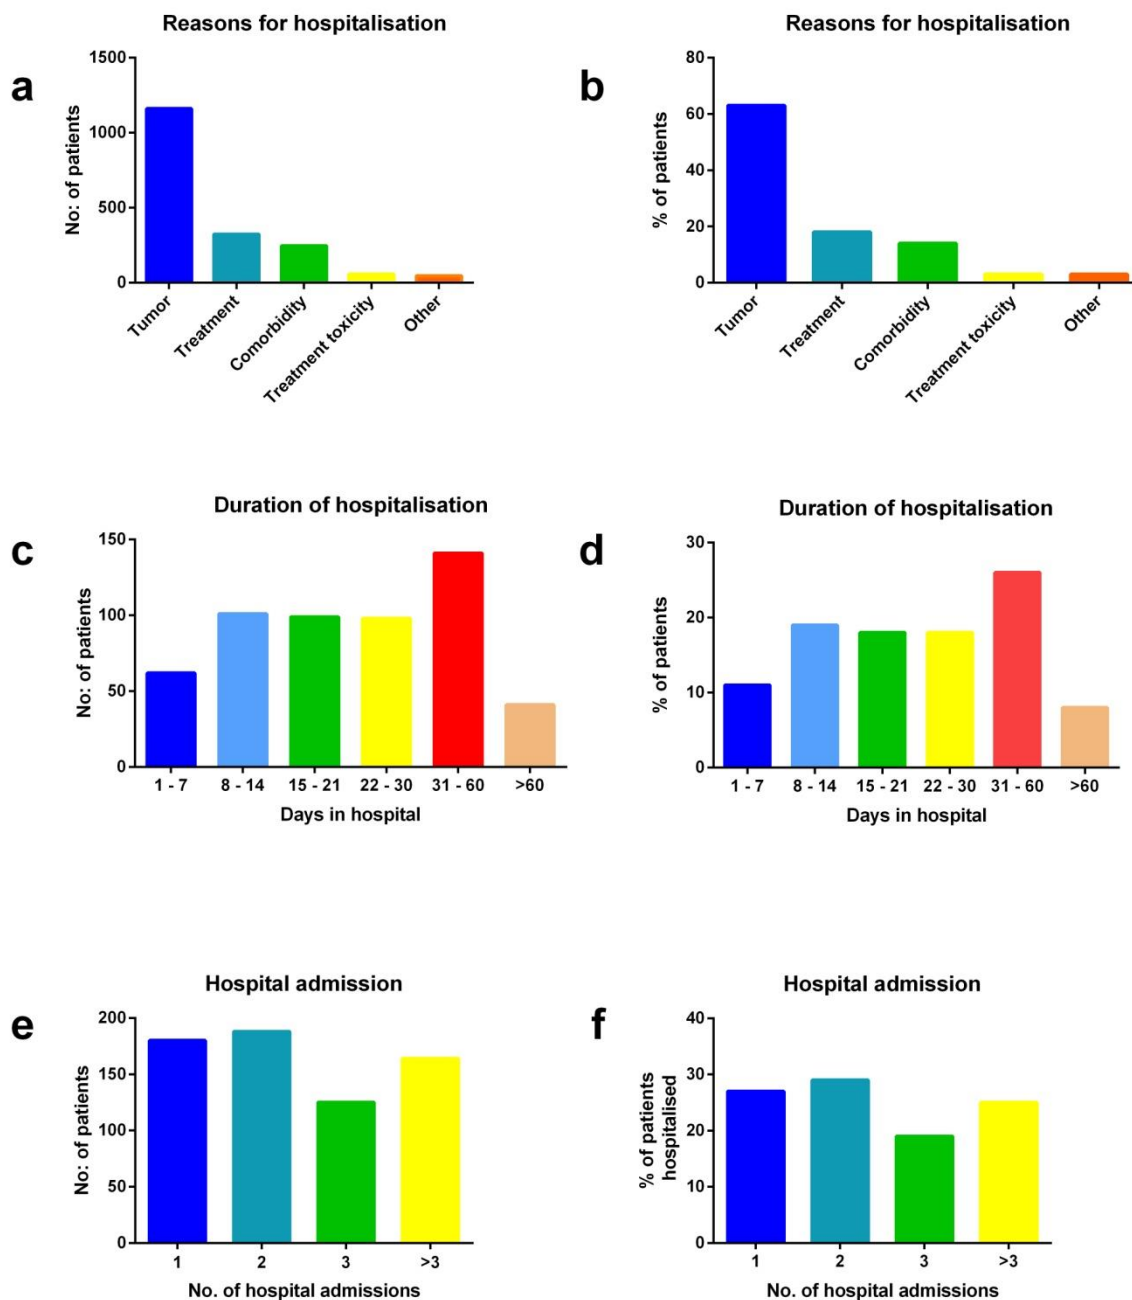 Reasons for hospitalisation
a
No: of patients
1500
1000
500
0
Tumor
Treatment
Comorbidity
Treatment toxicity
Other
Reasons for hospitalisation
b
% of patients
80
60
40
20
0
Tumor
Treatment
Comorbidity
Treatment toxicity
Other
Duration of hospitalisation
c
No: of patients
150
100
50
0
1 - 7 8 - 14 15 - 21 22 - 30 31 - 60 >60
Days in hospital
Duration of hospitalisation
d
% of patients
30
20
10
0
1 - 7 8 - 14 15 - 21 22 - 30 31 - 60 >60
Days in hospital
Hospital admission
e
No: of patients
200
150
100
50
0
1 2 3 >3
No. of hospital admissions
Hospital admission
f
% of patients
hospitalised
40
30
20
10
0
1 2 3 >3
No. of hospital admissions